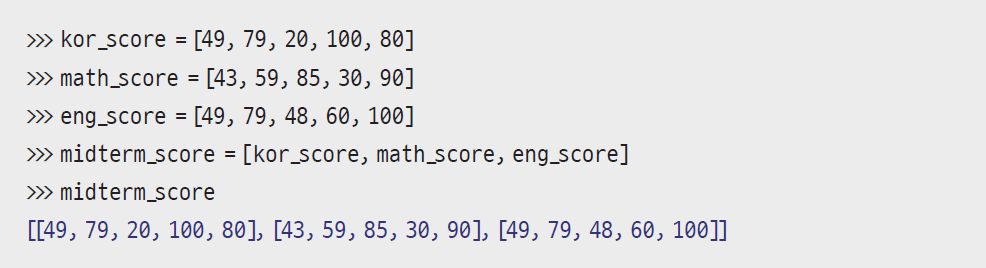 >>> kor_score = [49, 79, 20, 100, 80]
>>> math_score = [43, 59, 85, 30, 90]
>>> eng_score = [49, 79, 48, 60, 100]
>>> midterm_score = [kor_score, math_score, eng_score]
>>> midterm_score
[[49, 79, 20, 100, 80], [43, 59, 85, 30, 90], [49, 79, 48, 60, 100]]